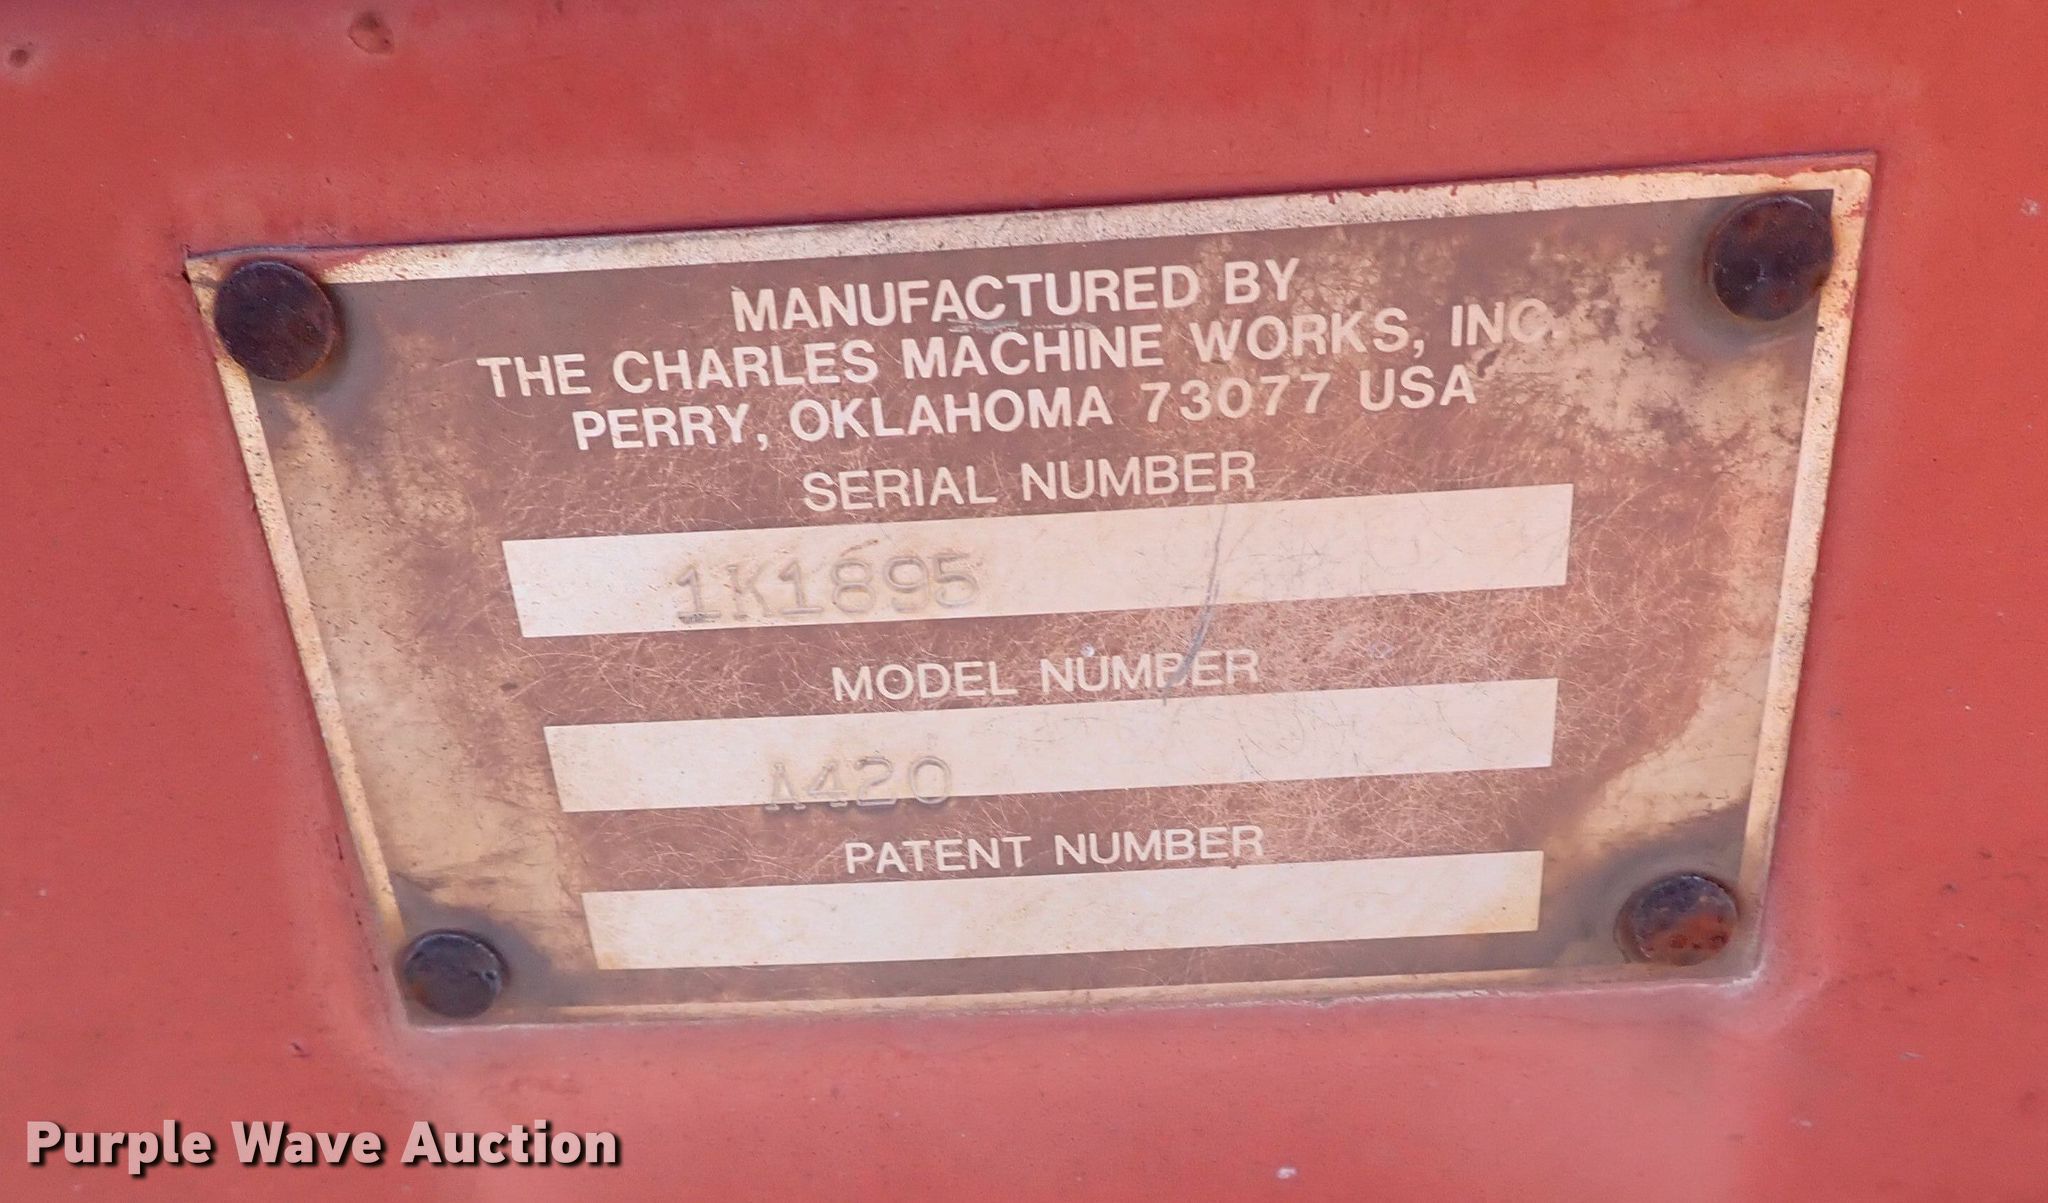 MANUFACTURED BY
THE CHARLES MACHINE WORKS, INC.
PERRY, OKLAHOMA 73077 USA
SERIAL NUMBER
1K1895
MODEL NUMBER
A420
PATENT NUMBER
Purple Wave Auction